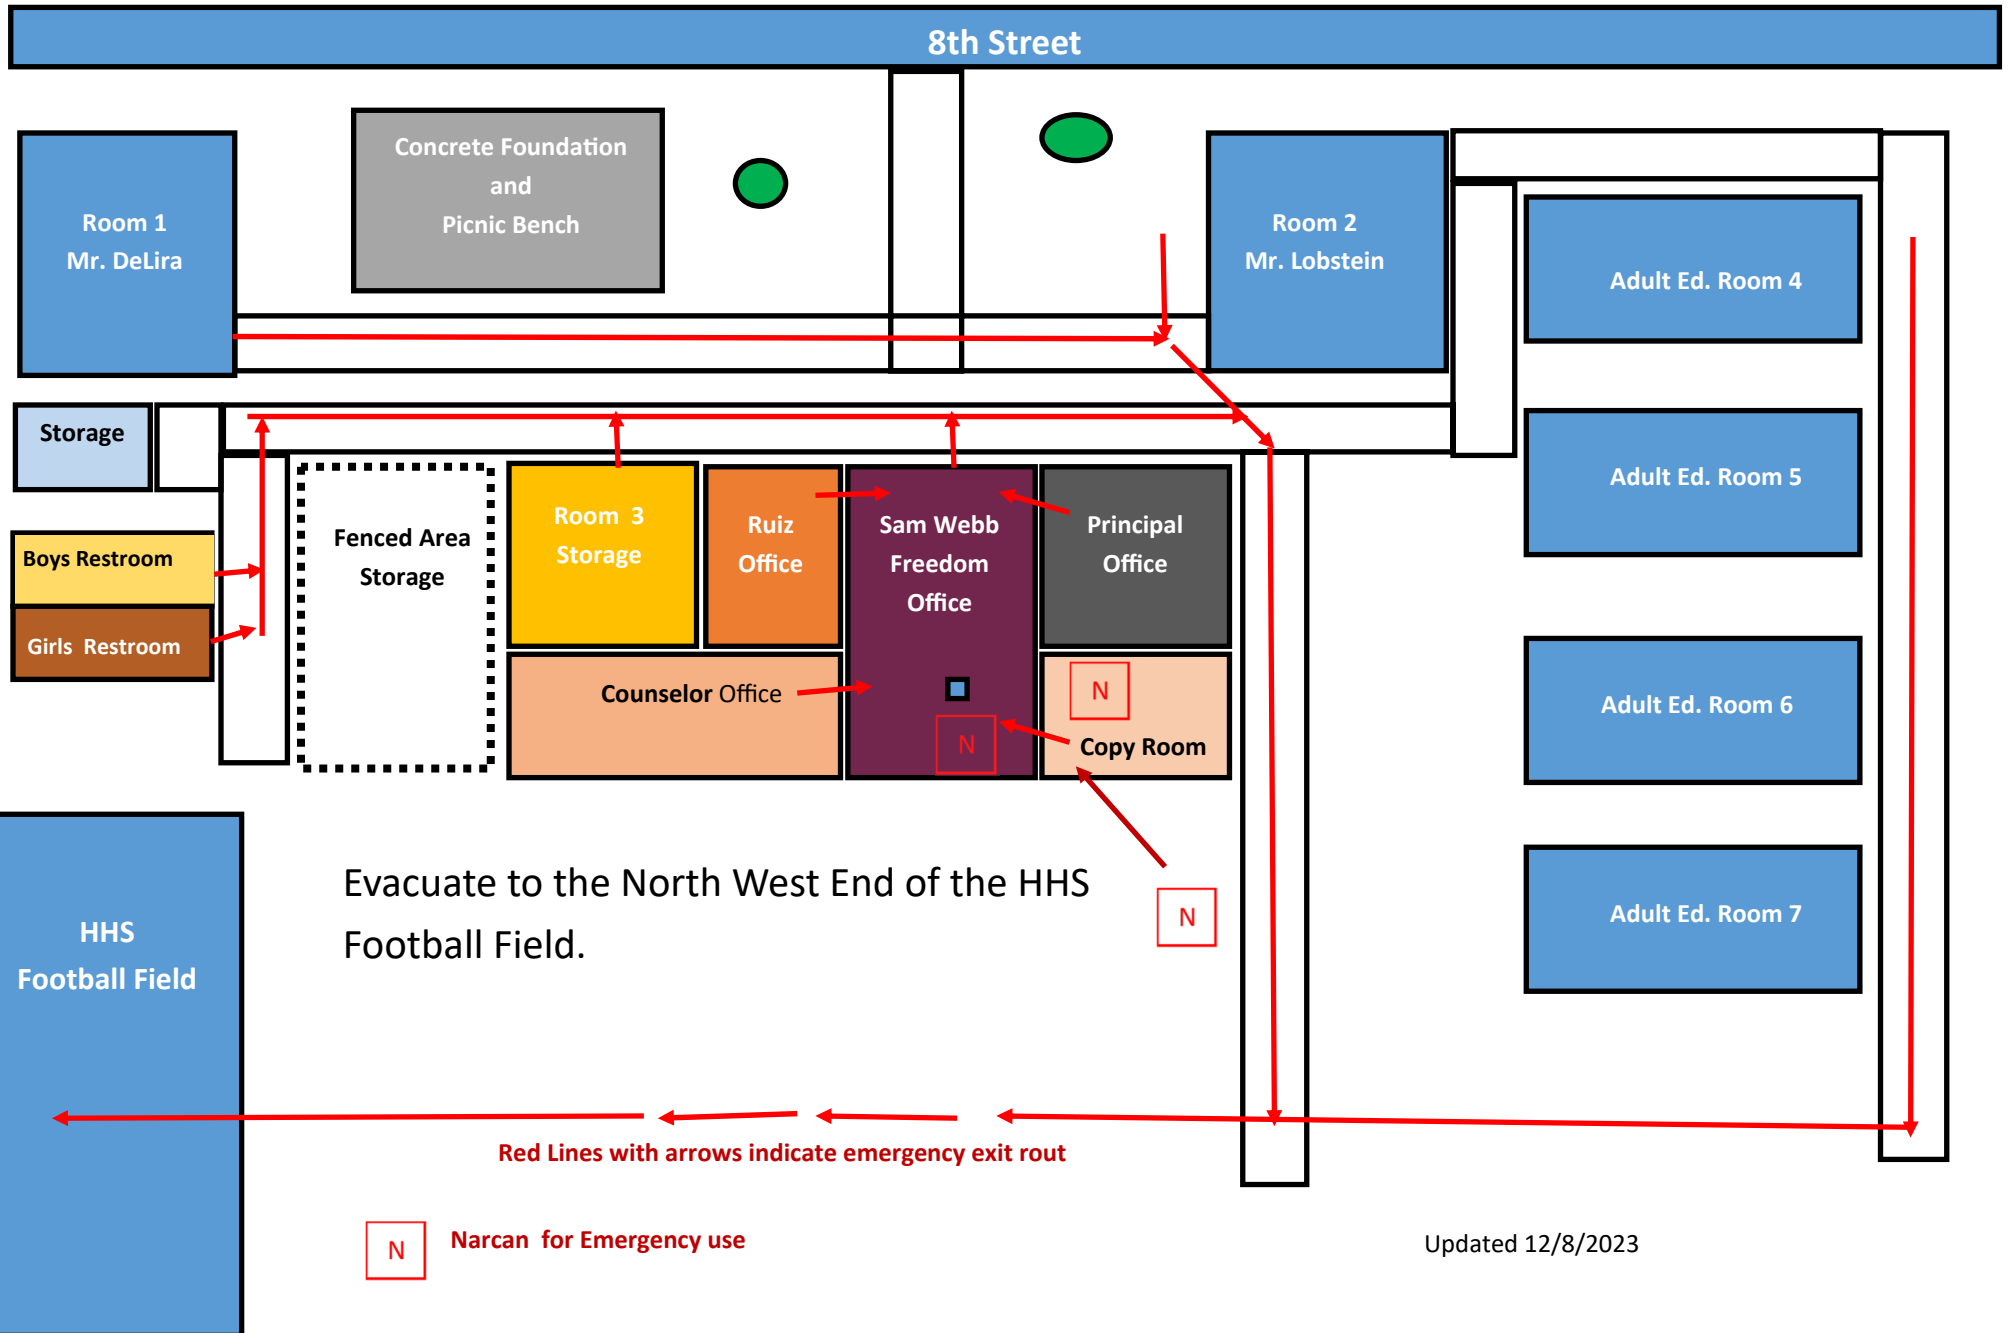 8th Street
Concrete Foundation
and
Picnic Bench
Room 1
Mr. DeLira
Room 2
Mr. Lobstein
Adult Ed. Room 4
Storage
Adult Ed. Room 5
Fenced Area
Storage
Room 3
Storage
Ruiz
Office
Sam Webb
Freedom
Office
Principal
Office
Boys Restroom
Girls Restroom
Counselor Office
N
N
Copy Room
Adult Ed. Room 6
Evacuate to the North West End of the HHS
Football Field.
N
Adult Ed. Room 7
HHS
Football Field
Red Lines with arrows indicate emergency exit rout
N
Narcan for Emergency use
Updated 12/8/2023